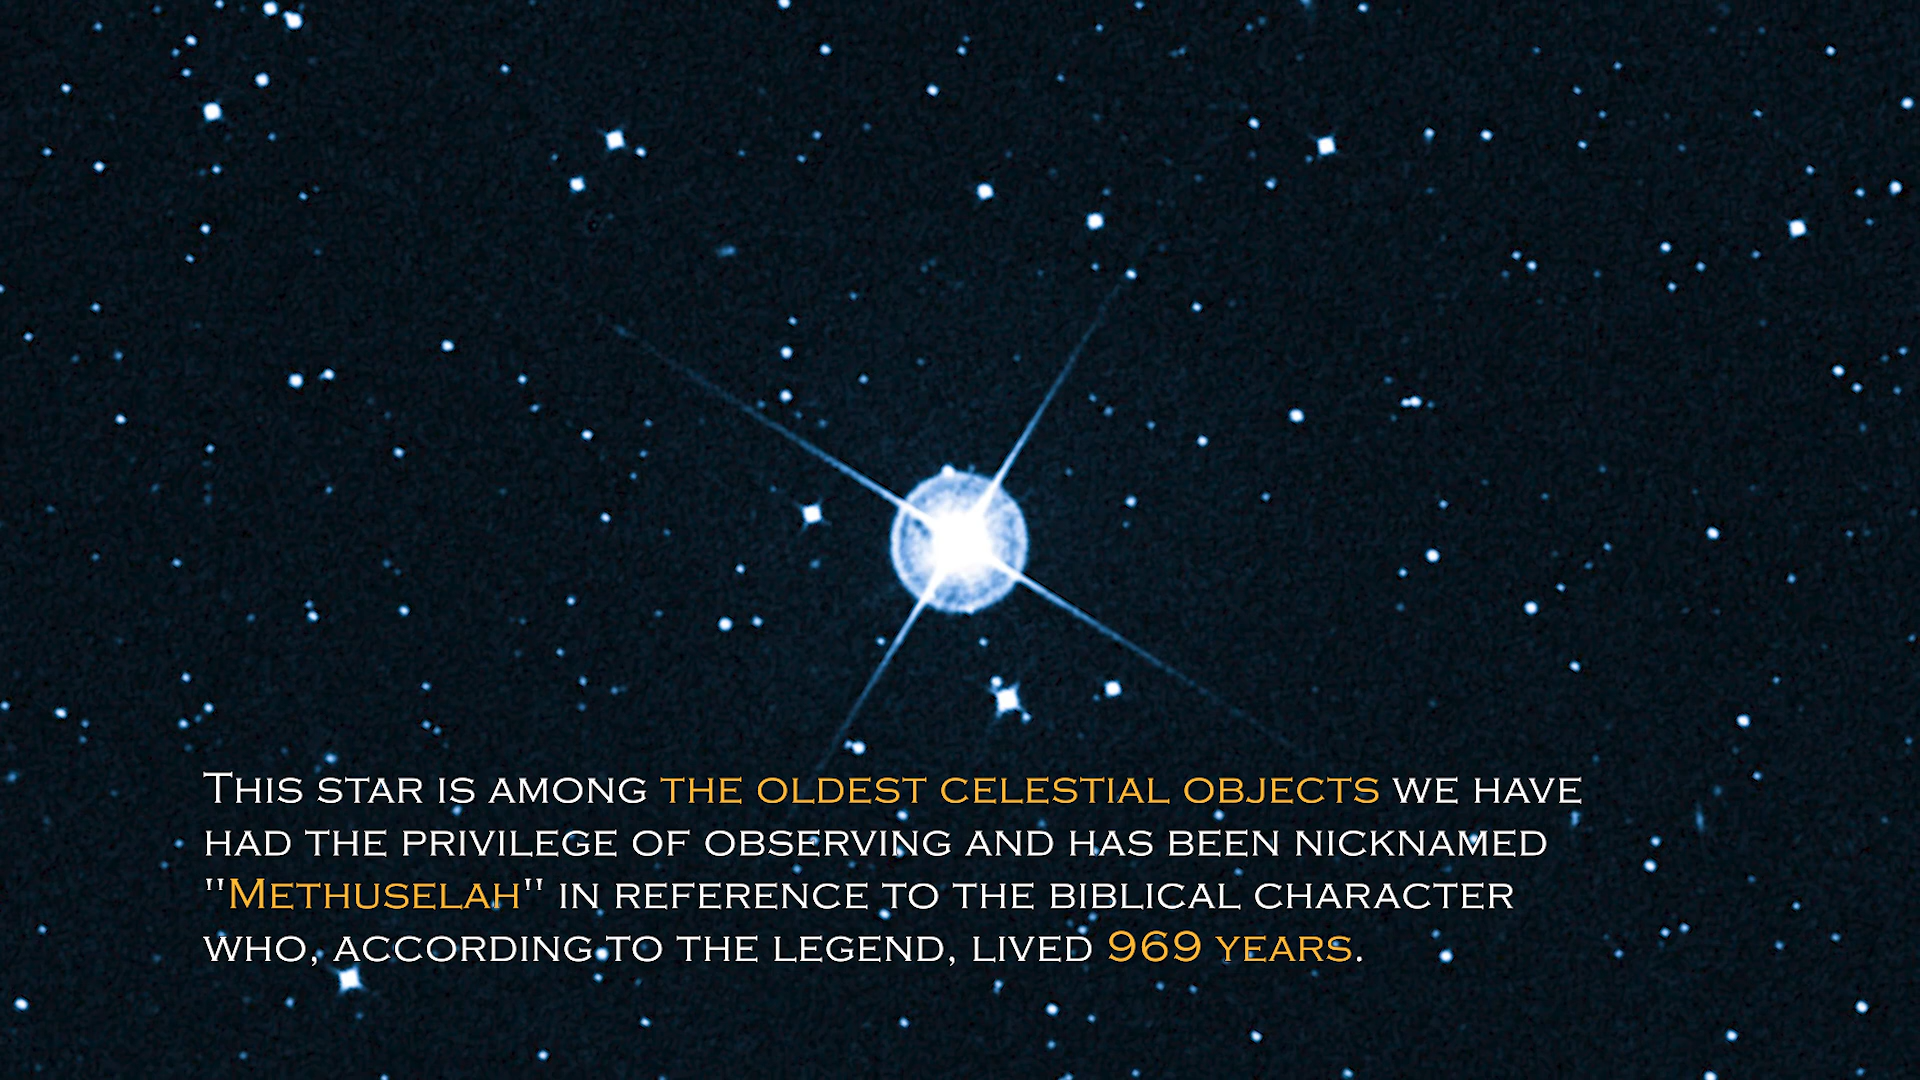 This star is among the oldest celestial objects we have
had the privilege of observing and has been nicknamed
"Methuselah" in reference to the biblical character
who, according to the legend, lived 969 years.